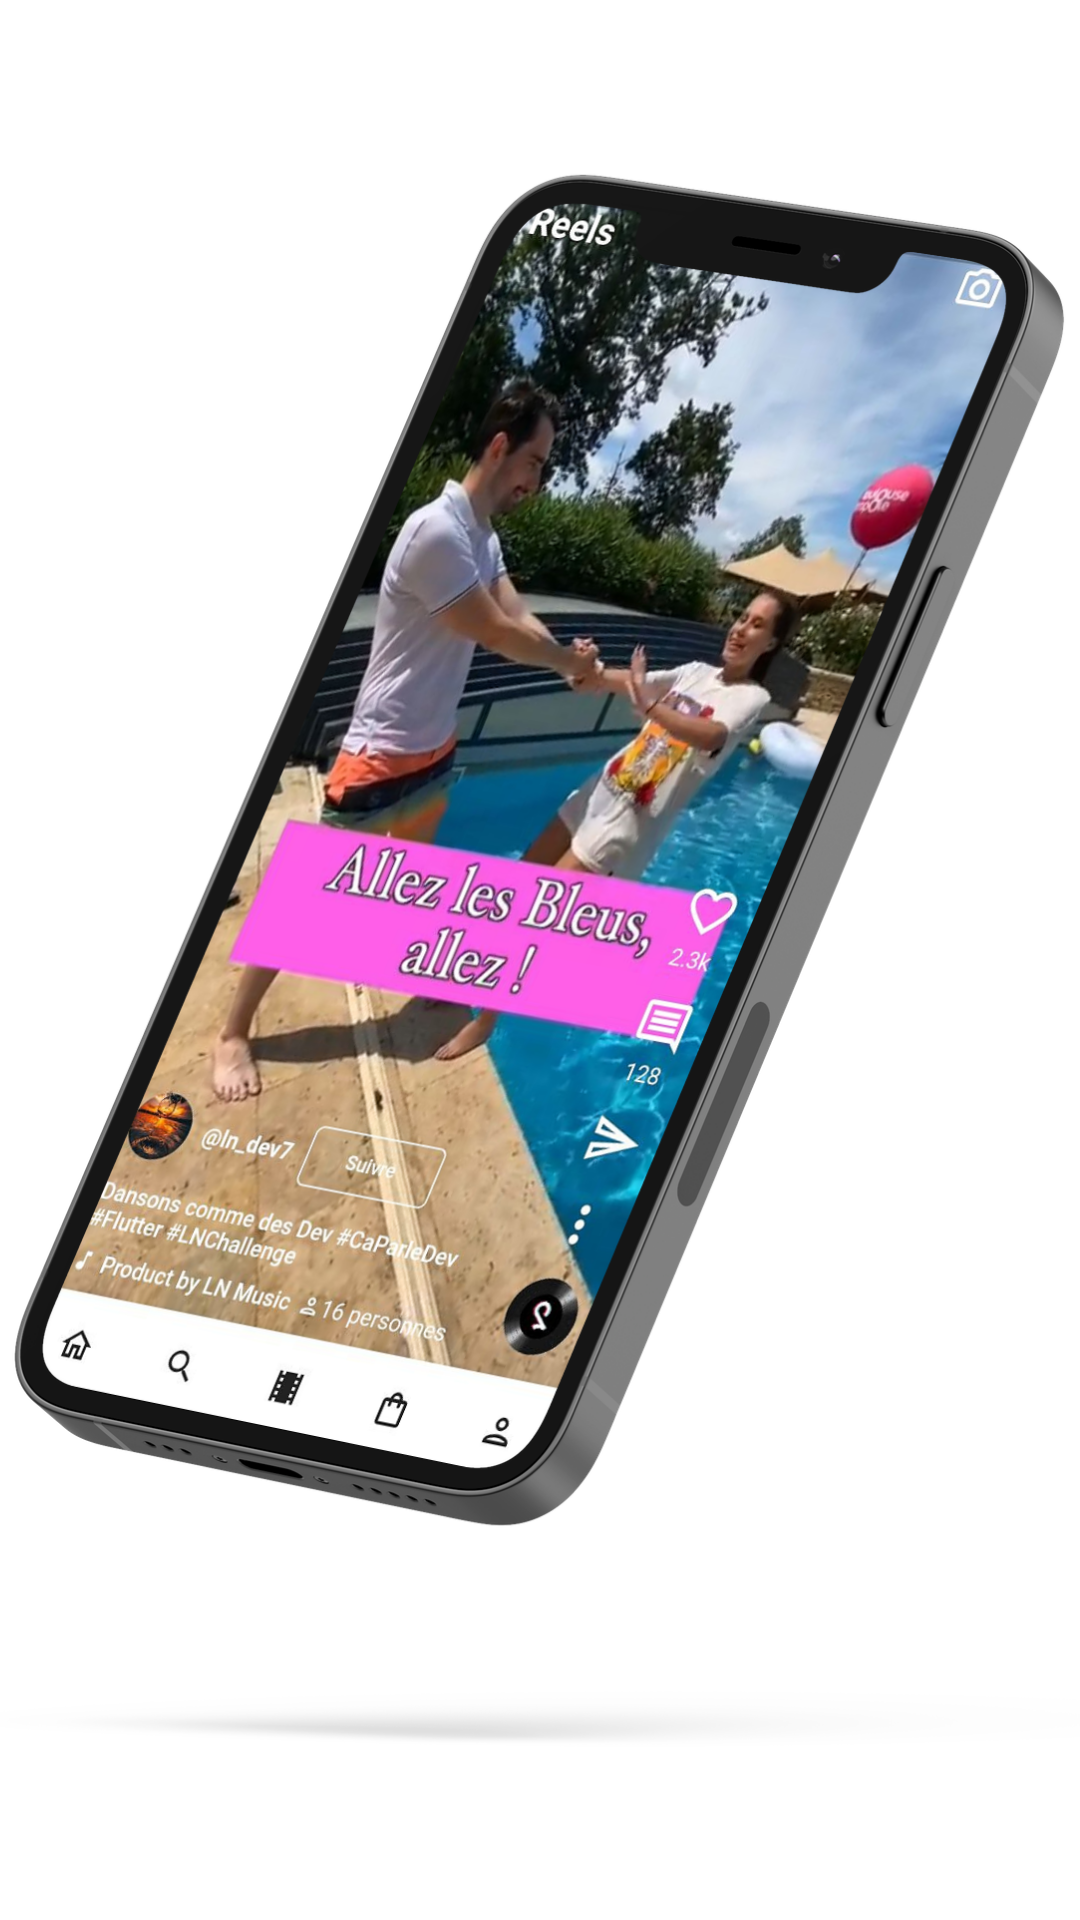 Reels
Allez les Bleus,
allez !
2.3k
128
@ln_dev7
Suivre
Dansons comme des Dev #CaParleDev
#Flutter #LNChallenge
Product by LN Music 16 personnes